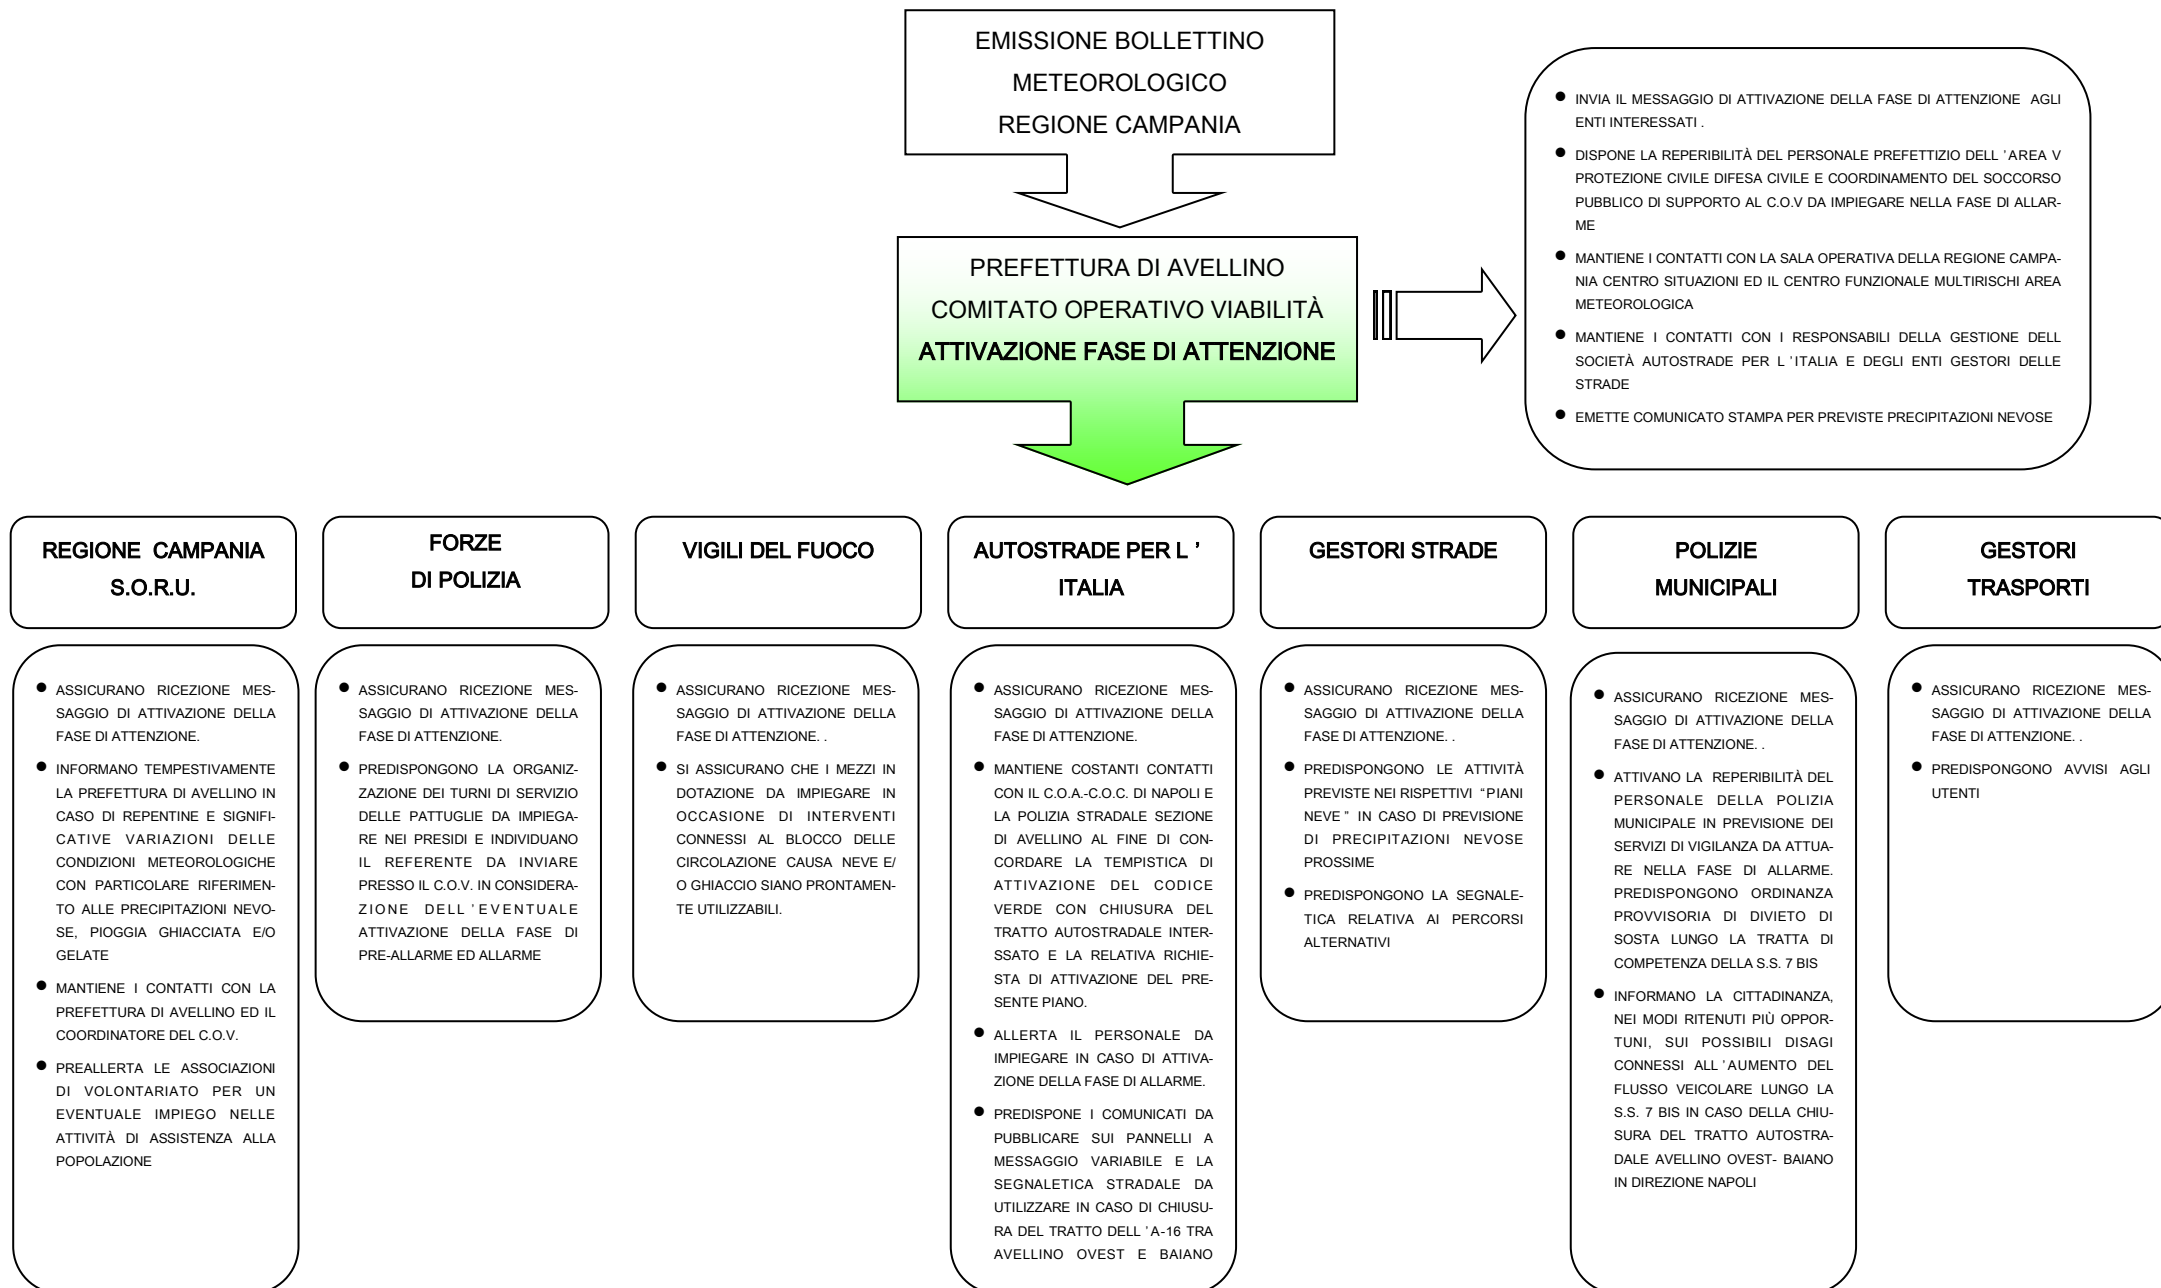 EMISSIONE BOLLETTINO
METEOROLOGICO
REGIONE CAMPANIA
PREFETTURA DI AVELLINO
COMITATO OPERATIVO VIABILITÀ
ATTIVAZIONE FASE DI ATTENZIONE
● INVIA IL MESSAGGIO DI ATTIVAZIONE DELLA FASE DI ATTENZIONE AGLI
ENTI INTERESSATI .
● DISPONE LA REPERIBILITÀ DEL PERSONALE PREFETTIZIO DELL 'AREA V
PROTEZIONE CIVILE DIFESA CIVILE E COORDINAMENTO DEL SOCCORSO
PUBBLICO DI SUPPORTO AL C.O.V DA IMPIEGARE NELLA FASE DI ALLAR-
ME
● MANTIENE I CONTATTI CON LA SALA OPERATIVA DELLA REGIONE CAMPA-
NIA CENTRO SITUAZIONI ED IL CENTRO FUNZIONALE MULTIRISCHI AREA
METEOROLOGICA
● MANTIENE I CONTATTI CON I RESPONSABILI DELLA GESTIONE DELL
SOCIETÀ AUTOSTRADE PER L 'ITALIA E DEGLI ENTI GESTORI DELLE
STRADE
● EMETTE COMUNICATO STAMPA PER PREVISTE PRECIPITAZIONI NEVOSE
REGIONE CAMPANIA
S.O.R.U.
● ASSICURANO RICEZIONE MES-
SAGGIO DI ATTIVAZIONE DELLA
FASE DI ATTENZIONE.
● INFORMANO TEMPESTIVAMENTE
LA PREFETTURA DI AVELLINO IN
CASO DI REPENTINE E SIGNIFI-
CATIVE VARIAZIONI DELLE
CONDIZIONI METEOROLOGICHE
CON PARTICOLARE RIFERIMEN-
TO ALLE PRECIPITAZIONI NEVO-
SE, PIOGGIA GHIACCIATA E/O
GELATE
● MANTIENE I CONTATTI CON LA
PREFETTURA DI AVELLINO ED IL
COORDINATORE DEL C.O.V.
● PREALLERTA LE ASSOCIAZIONI
DI VOLONTARIATO PER UN
EVENTUALE IMPIEGO NELLE
ATTIVITÀ DI ASSISTENZA ALLA
POPOLAZIONE
FORZE
DI POLIZIA
● ASSICURANO RICEZIONE MES-
SAGGIO DI ATTIVAZIONE DELLA
FASE DI ATTENZIONE.
● PREDISPONGONO LA ORGANIZ-
ZAZIONE DEI TURNI DI SERVIZIO
DELLE PATTUGLIE DA IMPIEGA-
RE NEI PRESIDI E INDIVIDUANO
IL REFERENTE DA INVIARE
PRESSO IL C.O.V. IN CONSIDERA-
ZIONE DELL 'EVENTUALE
ATTIVAZIONE DELLA FASE DI
PRE-ALLARME ED ALLARME
VIGILI DEL FUOCO
● ASSICURANO RICEZIONE MES-
SAGGIO DI ATTIVAZIONE DELLA
FASE DI ATTENZIONE. .
● SI ASSICURANO CHE I MEZZI IN
DOTAZIONE DA IMPIEGARE IN
OCCASIONE DI INTERVENTI
CONNESSI AL BLOCCO DELLE
CIRCOLAZIONE CAUSA NEVE E/
O GHIACCIO SIANO PRONTAMEN-
TE UTILIZZABILI.
AUTOSTRADE PER L '
ITALIA
● ASSICURANO RICEZIONE MES-
SAGGIO DI ATTIVAZIONE DELLA
FASE DI ATTENZIONE.
● MANTIENE COSTANTI CONTATTI
CON IL C.O.A.-C.O.C. DI NAPOLI E
LA POLIZIA STRADALE SEZIONE
DI AVELLINO AL FINE DI CON-
CORDARE LA TEMPISTICA DI
ATTIVAZIONE DEL CODICE
VERDE CON CHIUSURA DEL
TRATTO AUTOSTRADALE INTER-
SSATO E LA RELATIVA RICHIE-
STA DI ATTIVAZIONE DEL PRE-
SENTE PIANO.
● ALLERTA IL PERSONALE DA
IMPIEGARE IN CASO DI ATTIVA-
ZIONE DELLA FASE DI ALLARME.
● PREDISPONE I COMUNICATI DA
PUBBLICARE SUI PANNELLI A
MESSAGGIO VARIABILE E LA
SEGNALETICA STRADALE DA
UTILIZZARE IN CASO DI CHIUSU-
RA DEL TRATTO DELL 'A-16 TRA
AVELLINO OVEST E BAIANO
GESTORI STRADE
● ASSICURANO RICEZIONE MES-
SAGGIO DI ATTIVAZIONE DELLA
FASE DI ATTENZIONE. .
● PREDISPONGONO LE ATTIVITÀ
PREVISTE NEI RISPETTIVI “PIANI
NEVE ” IN CASO DI PREVISIONE
DI PRECIPITAZIONI NEVOSE
PROSSIME
● PREDISPONGONO LA SEGNALE-
TICA RELATIVA AI PERCORSI
ALTERNATIVI
POLIZIE
MUNICIPALI
● ASSICURANO RICEZIONE MES-
SAGGIO DI ATTIVAZIONE DELLA
FASE DI ATTENZIONE. .
● ATTIVANO LA REPERIBILITÀ DEL
PERSONALE DELLA POLIZIA
MUNICIPALE IN PREVISIONE DEI
SERVIZI DI VIGILANZA DA ATTUA-
RE NELLA FASE DI ALLARME.
PREDISPONGONO ORDINANZA
PROVVISORIA DI DIVIETO DI
SOSTA LUNGO LA TRATTA DI
COMPETENZA DELLA S.S. 7 BIS
● INFORMANO LA CITTADINANZA,
NEI MODI RITENUTI PIÙ OPPOR-
TUNI, SUI POSSIBILI DISAGI
CONNESSI ALL 'AUMENTO DEL
FLUSSO VEICOLARE LUNGO LA
S.S. 7 BIS IN CASO DELLA CHIU-
SURA DEL TRATTO AUTOSTRA-
DALE AVELLINO OVEST- BAIANO
IN DIREZIONE NAPOLI
GESTORI
TRASPORTI
● ASSICURANO RICEZIONE MES-
SAGGIO DI ATTIVAZIONE DELLA
FASE DI ATTENZIONE. .
● PREDISPONGONO AVVISI AGLI
UTENTI